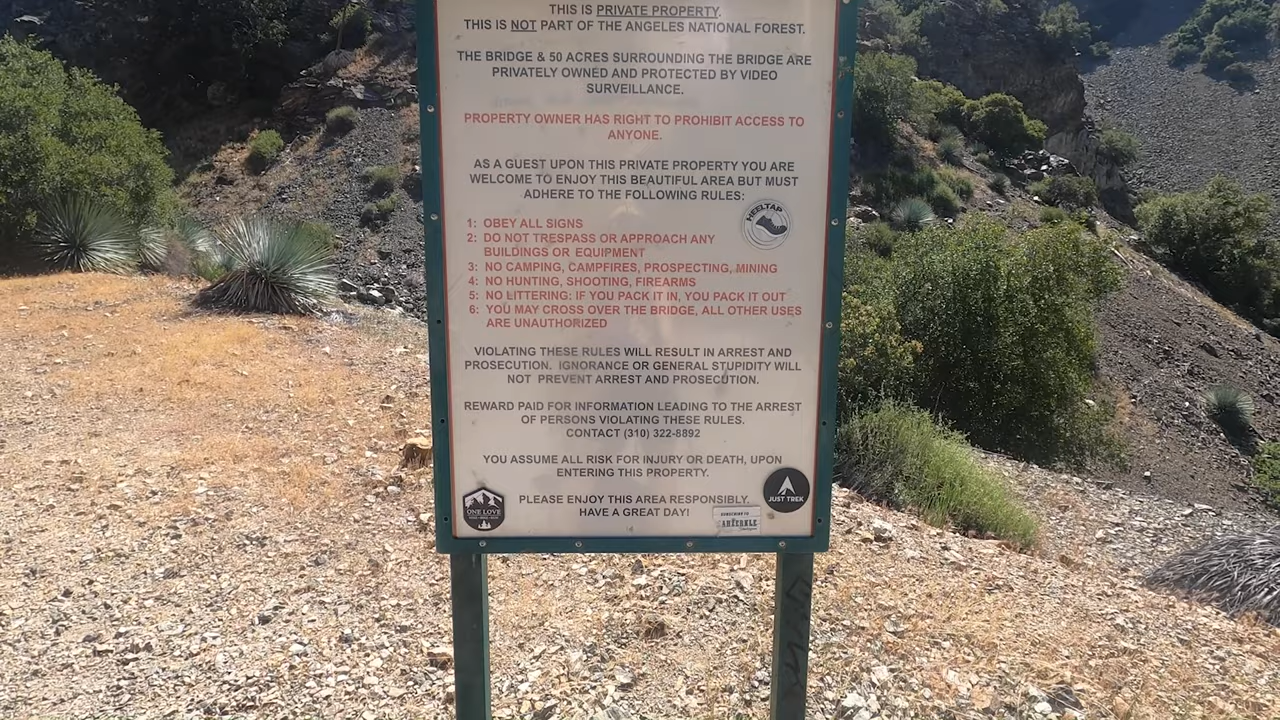 THIS IS PRIVATE PROPERTY.
THIS IS NOT PART OF THE ANGELES NATIONAL FOREST.
THE BRIDGE & 50 ACRES SURROUNDING THE BRIDGE ARE
PRIVATELY OWNED AND PROTECTED BY VIDEO
SURVEILLANCE.
PROPERTY OWNER HAS RIGHT TO PROHIBIT ACCESS TO
ANYONE.
AS A GUEST UPON THIS PRIVATE PROPERTY YOU ARE
WELCOME TO ENJOY THIS BEAUTIFUL AREA BUT MUST
ADHERE TO THE FOLLOWING RULES:
HEELTAP
1: OBEY ALL SIGNS
2: DO NOT TRESPASS OR APPROACH ANY
BUILDINGS OR EQUIPMENT
3: NO CAMPING, CAMPFIRES, PROSPECTING, MINING
4: NO HUNTING, SHOOTING, FIREARMS
5: NO LITTERING: IF YOU PACK IT IN, YOU PACK IT OUT
6: YOU MAY CROSS OVER THE BRIDGE, ALL OTHER USES
ARE UNAUTHORIZED
VIOLATING THESE RULES WILL RESULT IN ARREST AND
PROSECUTION. IGNORANCE OR GENERAL STUPIDITY WILL
NOT PREVENT ARREST AND PROSECUTION.
REWARD PAID FOR INFORMATION LEADING TO THE ARREST
OF PERSONS VIOLATING THESE RULES.
CONTACT (310) 322-8892
YOU ASSUME ALL RISK FOR INJURY OR DEATH, UPON
ENTERING THIS PROPERTY.
PLEASE ENJOY THIS AREA RESPONSIBLY.
HAVE A GREAT DAY!
ONE LOVE
JUST TREK
SUBSCRIBE TO